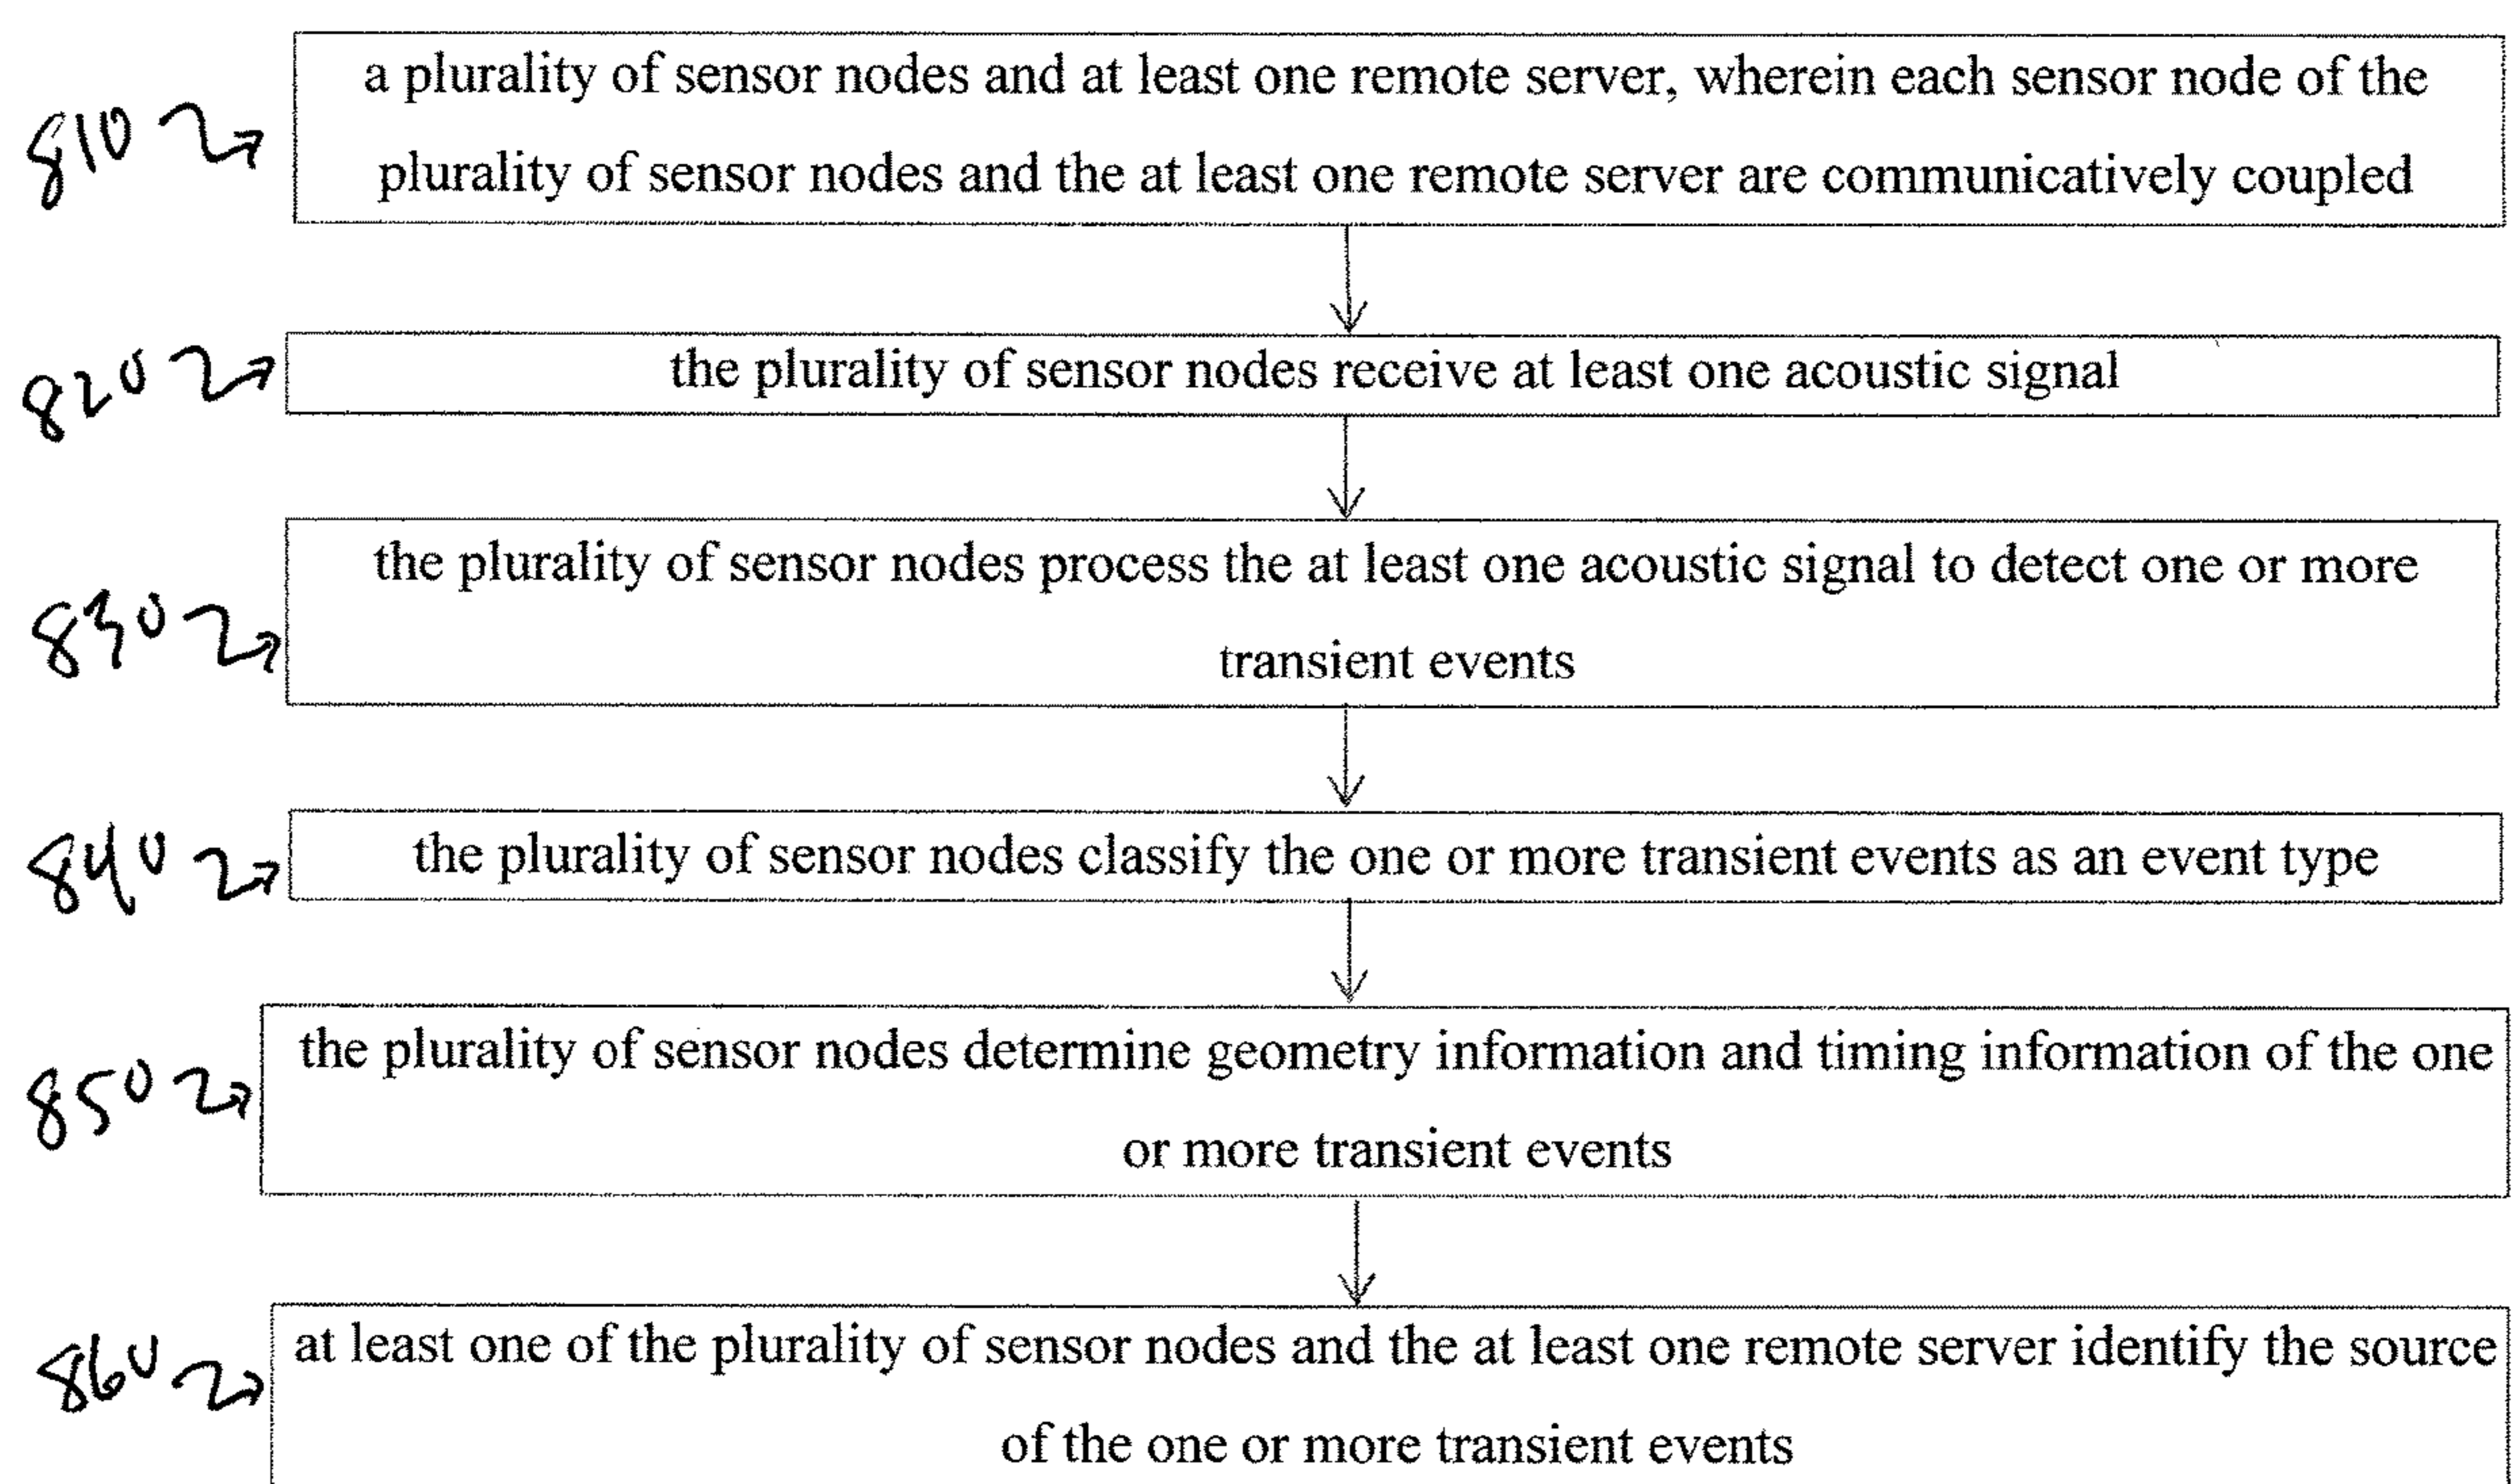 810
a plurality of sensor nodes and at least one remote server, wherein each sensor node of the
plurality of sensor nodes and the at least one remote server are communicatively coupled
820
the plurality of sensor nodes receive at least one acoustic signal
830
the plurality of sensor nodes process the at least one acoustic signal to detect one or more
transient events
840
the plurality of sensor nodes classify the one or more transient events as an event type
850
the plurality of sensor nodes determine geometry information and timing information of the one
or more transient events
860
at least one of the plurality of sensor nodes and the at least one remote server identify the source
of the one or more transient events